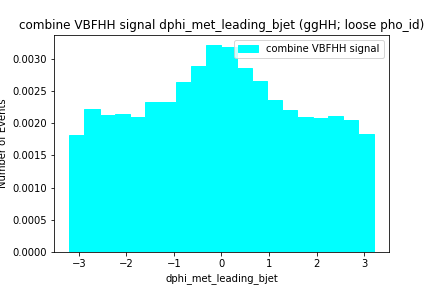 combine VBFHH signal dphi_met_leading_bjet (ggHH; loose pho_id)
combine VBFHH signal
Number of Events
0.0030
0.0025
0.0020
0.0015
0.0010
0.0005
0.0000
−3 −2 −1 0 1 2 3
dphi_met_leading_bjet